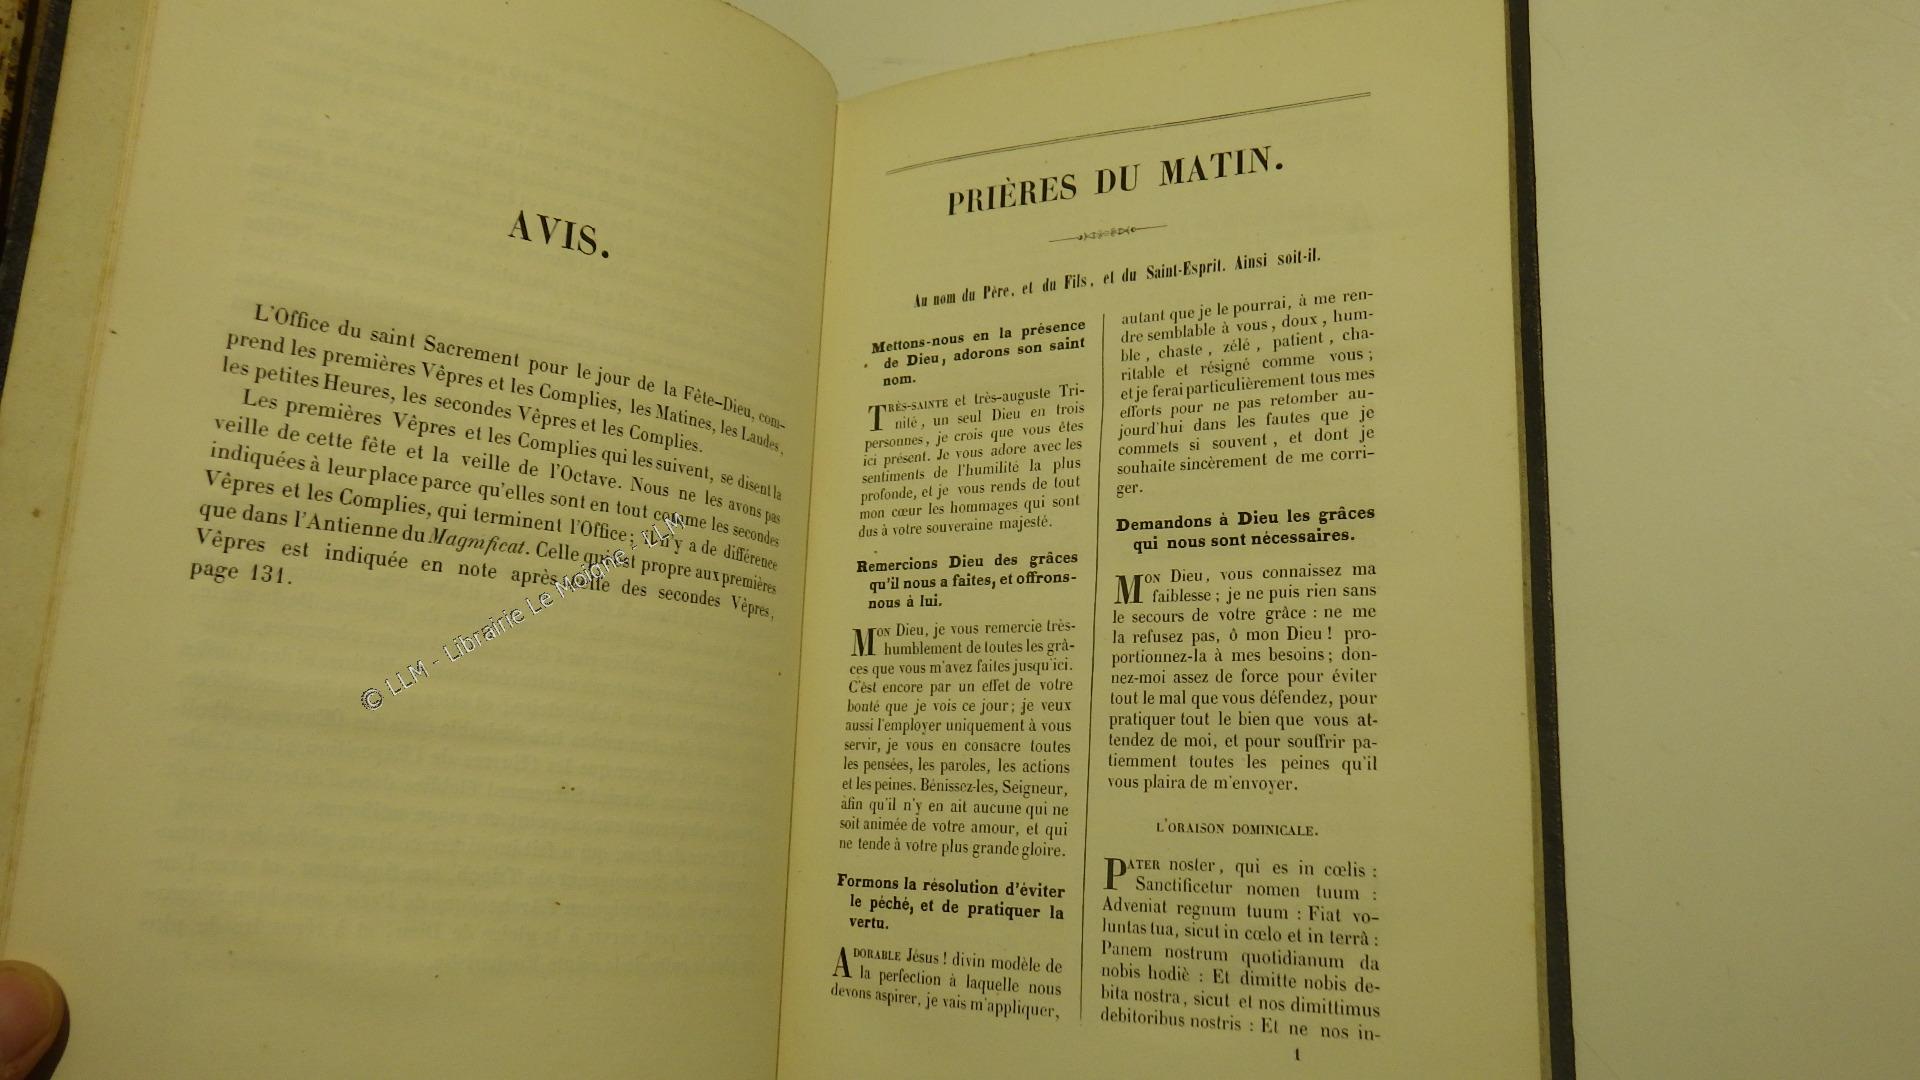 AVIS.
L'Office du saint Sacrement pour le jour de la Fête-Dieu, com-
prend les premières Vêpres et les Complies, les Matines, les Laudes,
les petites Heures, les secondes Vêpres et les Complies.
Les premières Vêpres et les Complies qui les suivent, se disent la
veille de cette fête et la veille de l'Octave. Nous ne les avons pas
indiquées à leur place parce qu'elles sont en tout comme les secondes
Vêpres et les Complies, qui terminent l'Office; il n'y a de différence
que dans l'Antienne du Magnificat. Celle qui est propre aux premières
Vêpres est indiquée en note après celle des secondes Vêpres,
page 131.
© LLM - Librairie Le Moigne - LLM
PRIÈRES DU MATIN.
Au nom du Père, et du Fils, et du Saint-Esprit. Ainsi soit-il.
Mettons-nous en la présence
de Dieu, adorons son saint
nom.
TRÈS-SAINTE et très-auguste Tri-
nité, un seul Dieu en trois
personnes, je crois que vous êtes
ici présent. Je vous adore avec les
sentiments de l'humilité la plus
profonde, et je vous rends de tout
mon cœur les hommages qui sont
dus à votre souveraine majesté.
Remercions Dieu des grâces
qu'il nous a faites, et offrons-
nous à lui.
MON Dieu, je vous remercie très-
humblement de toutes les grâ-
ces que vous m'avez faites jusqu'ici.
C'èst encore par un effet de votre
bonté que je vois ce jour; je veux
aussi l'employer uniquement à vous
servir, je vous en consacre toutes
les pensées, les paroles, les actions
et les peines. Bénissez-les, Seigneur,
afin qu'il n'y en ait aucune qui ne
soit animée de votre amour, et qui
ne tende à votre plus grande gloire.
Formons la résolution d'éviter
le péché, et de pratiquer la
vertu.
ADORABLE Jésus! divin modèle de
la perfection à laquelle nous
devons aspirer, je vais m'appliquer,
autant que je le pourrai, à me ren-
dre semblable à vous, doux, hum-
ble, chaste, zélé, patient, cha-
ritable et résigné comme vous;
et je ferai particulièrement tous mes
efforts pour ne pas retomber au-
jourd'hui dans les fautes que je
commets si souvent, et dont je
souhaite sincèrement de me corri-
ger.
Demandons à Dieu les grâces
qui nous sont nécessaires.
MON Dieu, vous connaissez ma
faiblesse; je ne puis rien sans
le secours de votre grâce : ne me
la refusez pas, ô mon Dieu! pro-
portionnez-la à mes besoins; don-
nez-moi assez de force pour éviter
tout le mal que vous défendez, pour
pratiquer tout le bien que vous at-
tendez de moi, et pour souffrir pa-
tiemment toutes les peines qu'il
vous plaira de m'envoyer.
L'ORAISON DOMINICALE.
PATER noster, qui es in cœlis :
Sanctificetur nomen tuum :
Adveniat regnum tuum : Fiat vo-
luntas tua, sicut in cœlo et in terrâ :
Panem nostrum quotidianum da
nobis hodiè : Et dimitte nobis de-
bita nostra, sicut et nos dimittimus
debitoribus nostris : Et ne nos in-
1